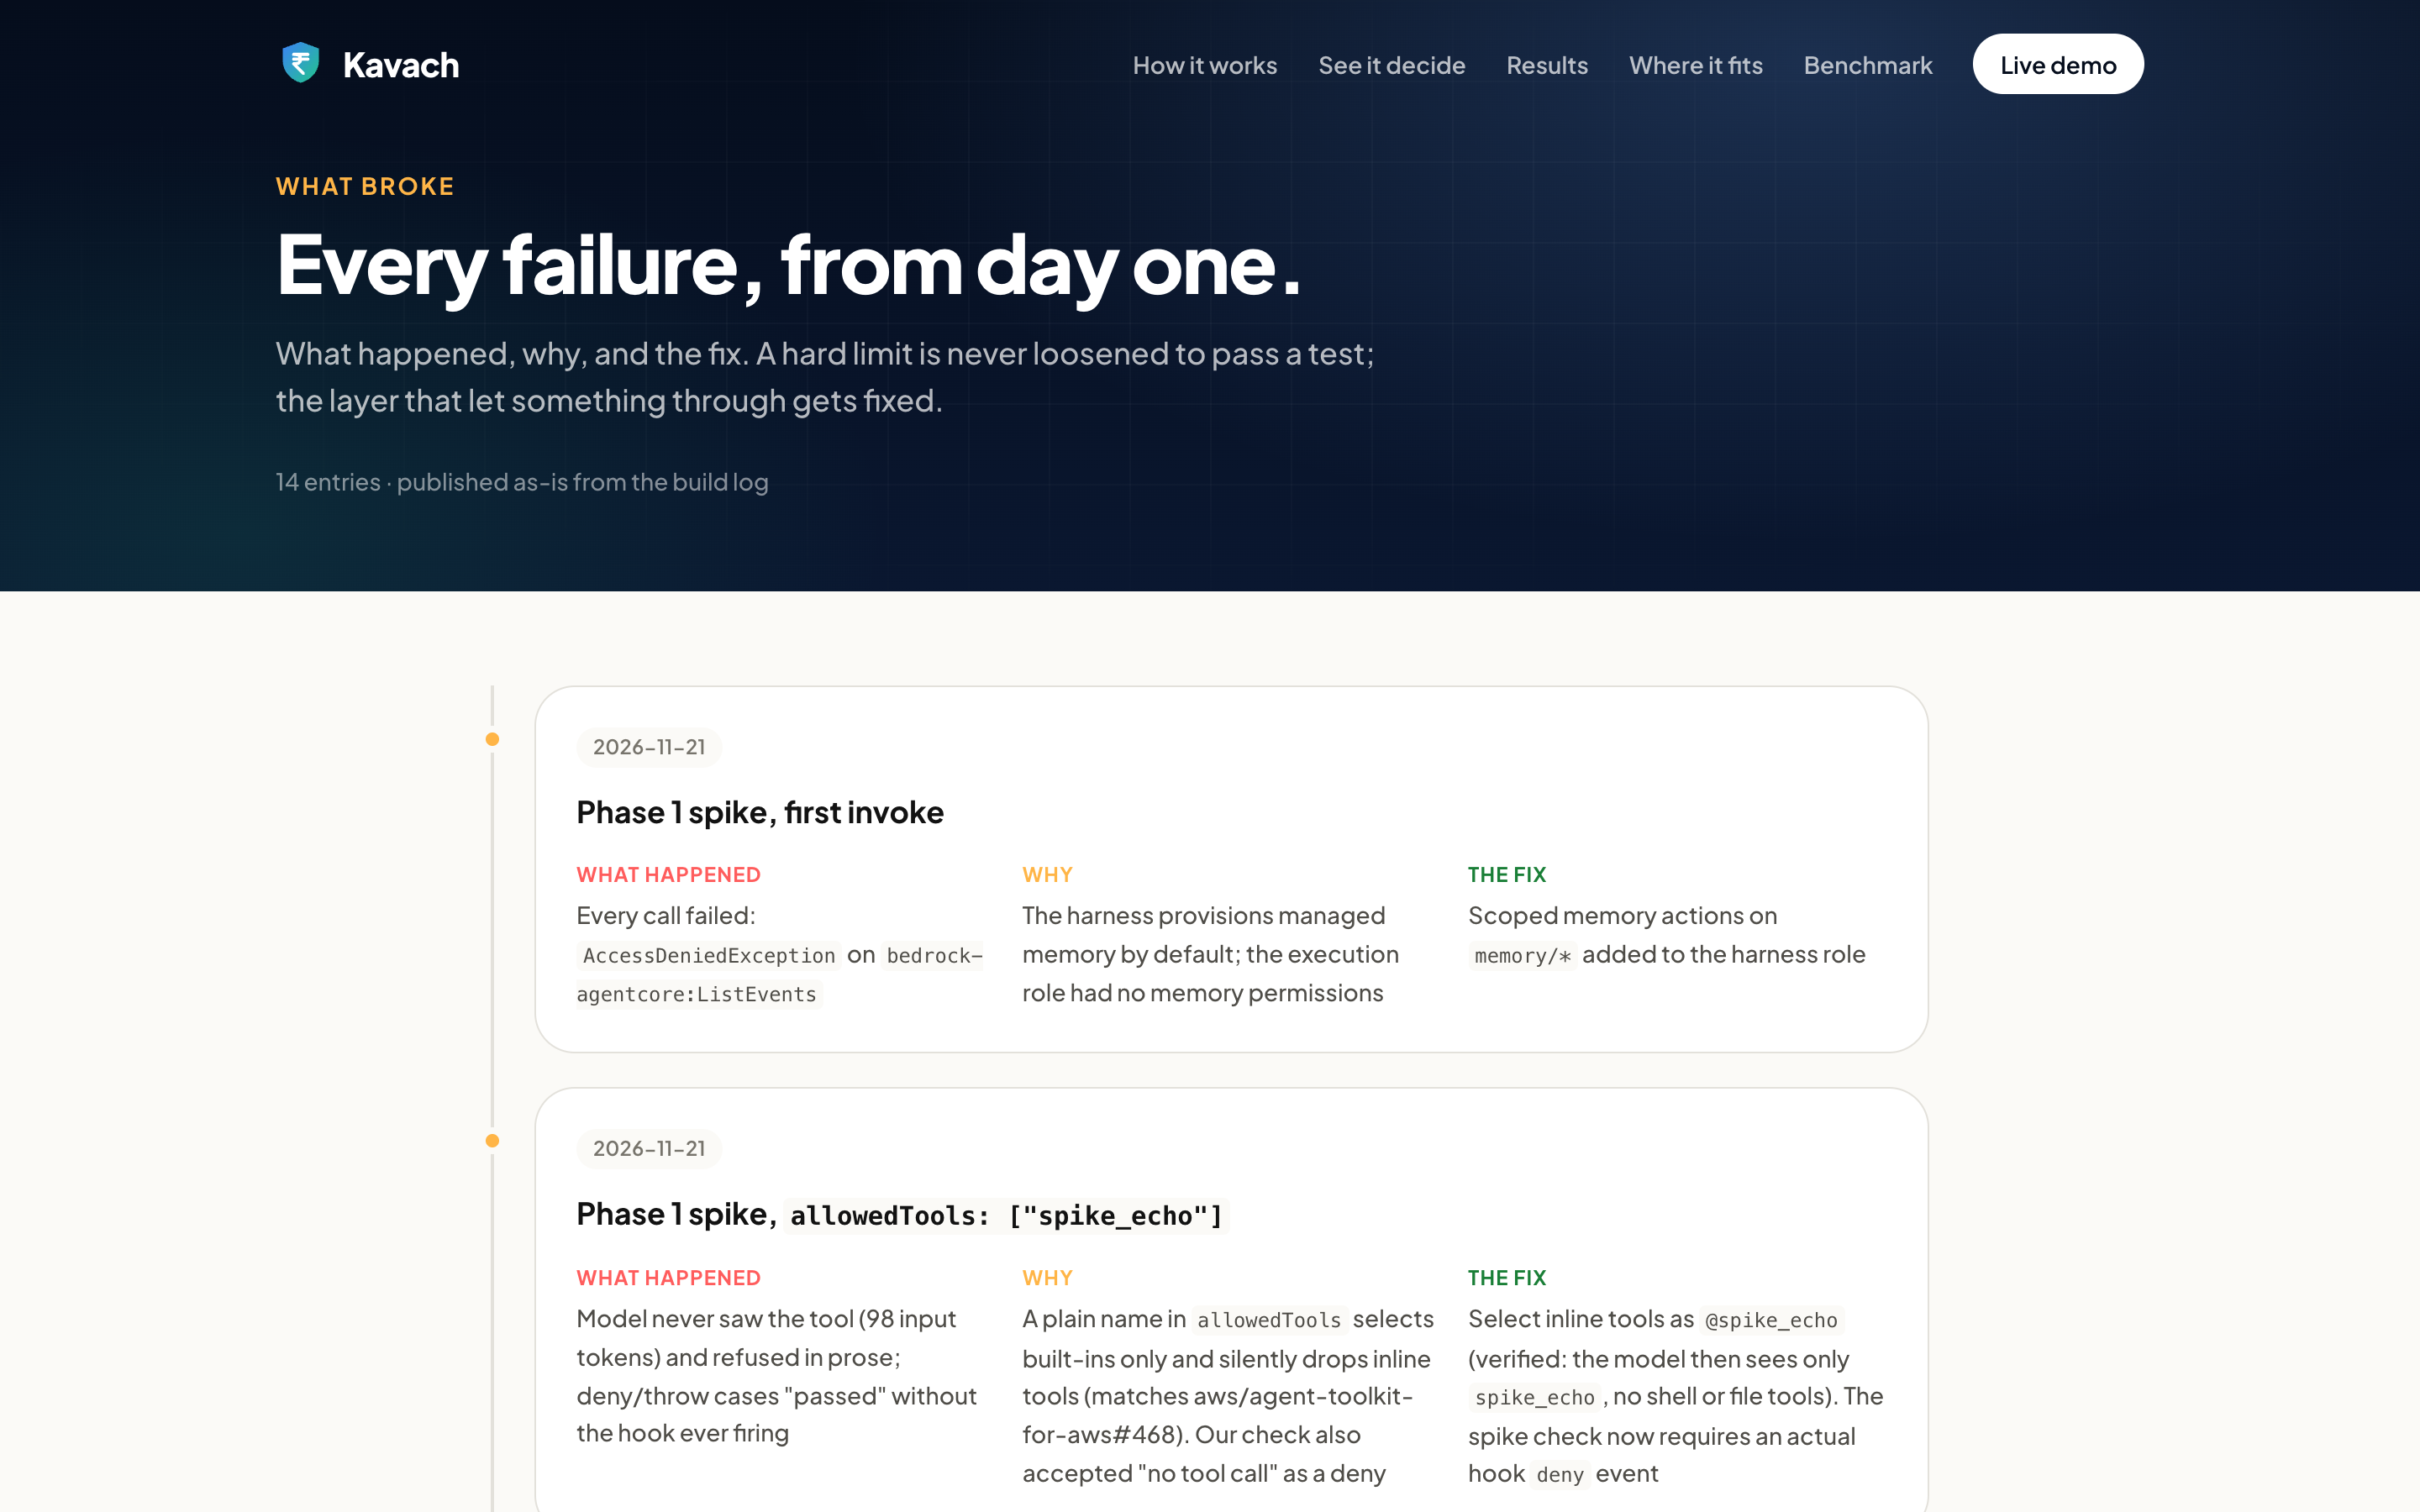 Kavach
How it works
See it decide
Results
Where it fits
Benchmark
Live demo
WHAT BROKE
Every failure, from day one.
What happened, why, and the fix. A hard limit is never loosened to pass a test;
the layer that let something through gets fixed.
14 entries · published as-is from the build log
2026-11-21
Phase 1 spike, first invoke
WHAT HAPPENED
Every call failed:
AccessDeniedException on bedrock-
agentcore:ListEvents
WHY
The harness provisions managed
memory by default; the execution
role had no memory permissions
THE FIX
Scoped memory actions on
memory/* added to the harness role
2026-11-21
Phase 1 spike, allowedTools: ["spike_echo"]
WHAT HAPPENED
Model never saw the tool (98 input
tokens) and refused in prose;
deny/throw cases "passed" without
the hook ever firing
WHY
A plain name in allowedTools selects
built-ins only and silently drops inline
tools (matches aws/agent-toolkit-
for-aws#468). Our check also
accepted "no tool call" as a deny
THE FIX
Select inline tools as @spike_echo
(verified: the model then sees only
spike_echo, no shell or file tools). The
spike check now requires an actual
hook deny event